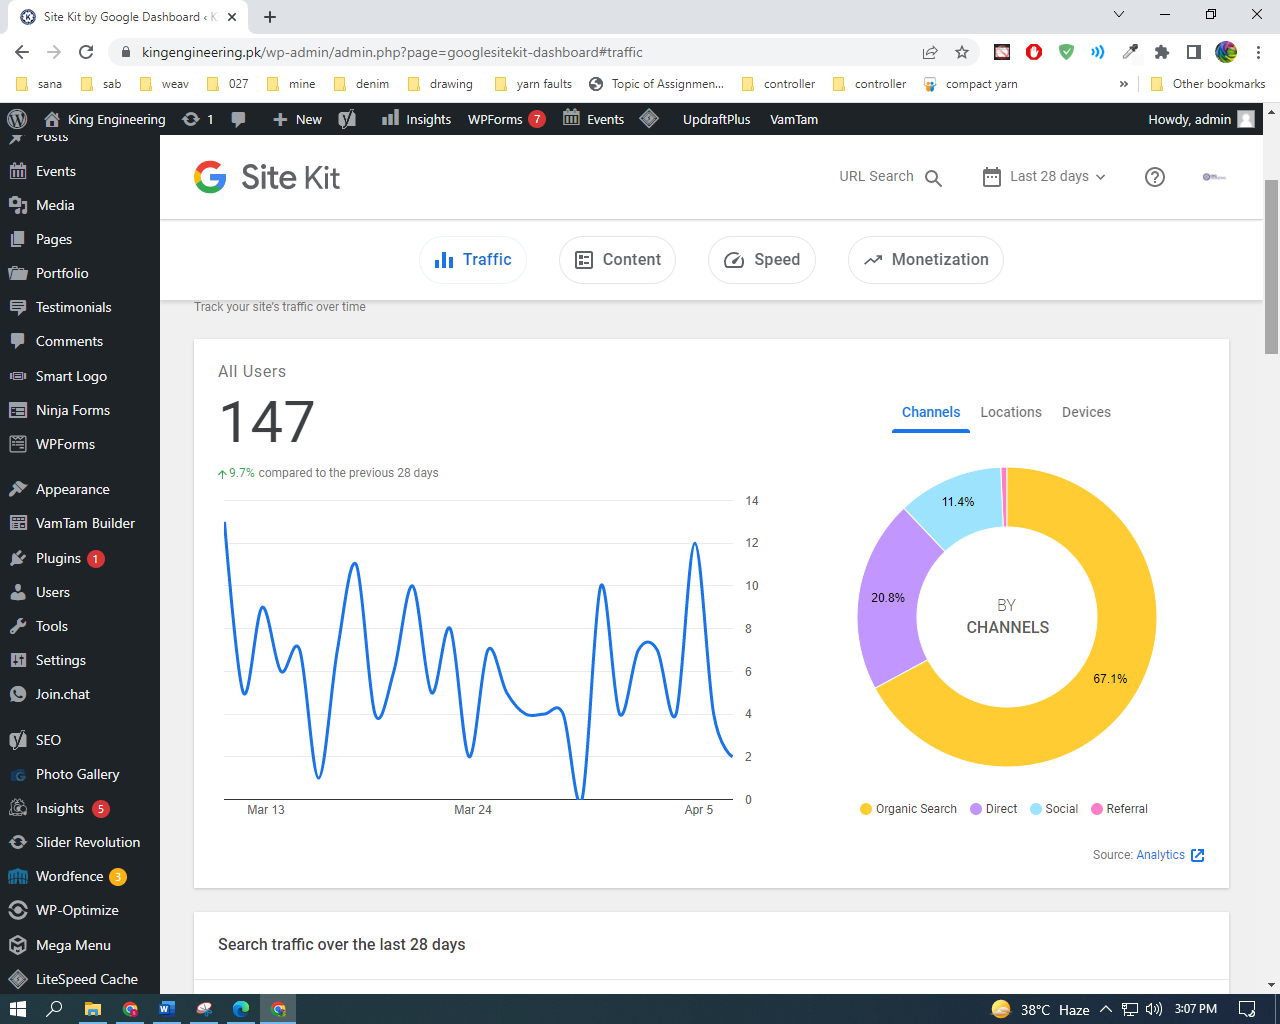 Site Kit by Google Dashboard ‹ K
kingengineering.pk/wp-admin/admin.php?page=googlesitekit-dashboard#traffic
sana
sab
weav
027
mine
denim
drawing
yarn faults
Topic of Assignmen...
controller
controller
compact yarn
»
Other bookmarks
King Engineering
1
New
Insights
WPForms 7
Events
UpdraftPlus
VamTam
Howdy, admin
Posts
Events
Media
Pages
Portfolio
Testimonials
Comments
Smart Logo
Ninja Forms
WPForms
Appearance
VamTam Builder
Plugins 1
Users
Tools
Settings
Join.chat
SEO
Photo Gallery
Insights 5
Slider Revolution
Wordfence 3
WP-Optimize
Mega Menu
LiteSpeed Cache
Site Kit
URL Search
Last 28 days
Traffic
Content
Speed
Monetization
Track your site's traffic over time
All Users
147
9.7% compared to the previous 28 days
14
12
10
8
6
4
2
0
Mar 13
Mar 24
Apr 5
Channels
Locations
Devices
11.4%
20.8%
67.1%
BY
CHANNELS
Organic Search
Direct
Social
Referral
Source: Analytics
Search traffic over the last 28 days
38°C Haze
3:07 PM